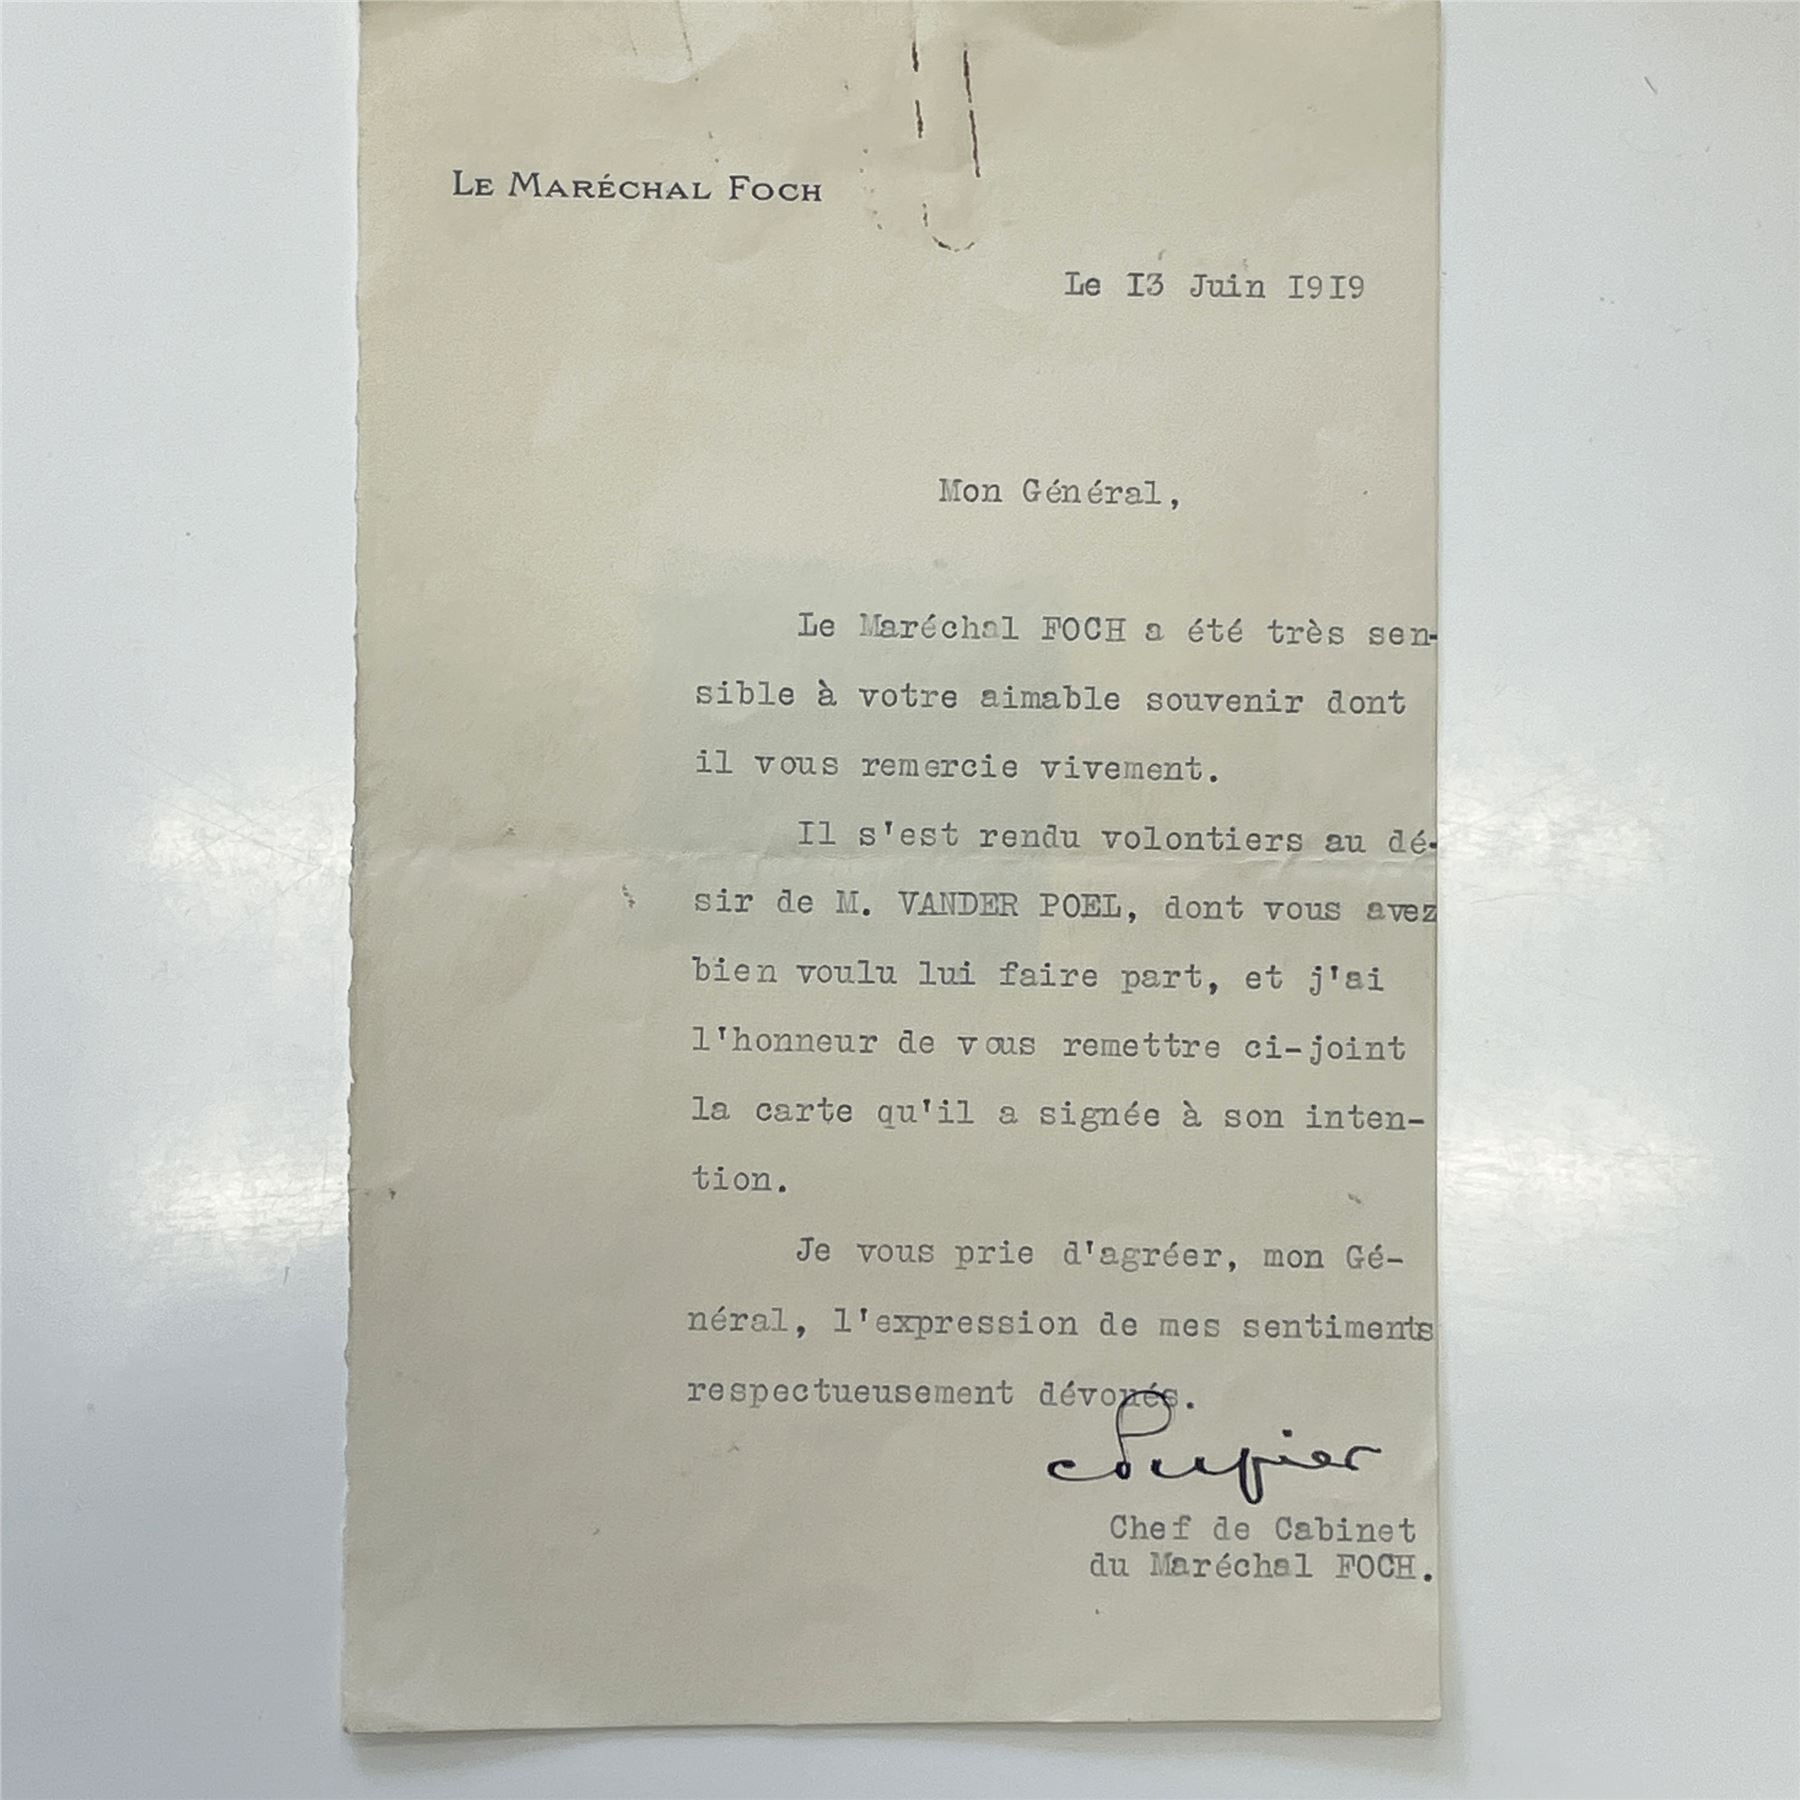 LE MARÉCHAL FOCH
Le 13 Juin 1919
Mon Général,
Le Maréchal FOCH a été très sen-
sible à votre aimable souvenir dont
il vous remercie vivement.
Il s'est rendu volontiers au dé-
sir de M. VANDER POEL, dont vous avez
bien voulu lui faire part, et j'ai
l'honneur de vous remettre ci-joint
la carte qu'il a signée à son inten-
tion.
Je vous prie d'agréer, mon Gé-
néral, l'expression de mes sentiments
respectueusement dévoués.
Chef de Cabinet
du Maréchal FOCH.